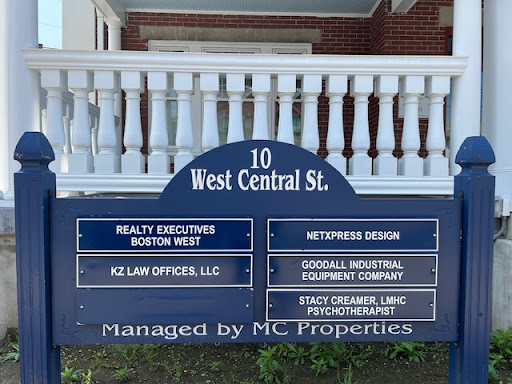 10
West Central St.
REALTY EXECUTIVES
BOSTON WEST
KZ LAW OFFICES, LLC
NETXPRESS DESIGN
GOODALL INDUSTRIAL
EQUIPMENT COMPANY
STACY CREAMER, LMHC
PSYCHOTHERAPIST
Managed by MC Properties